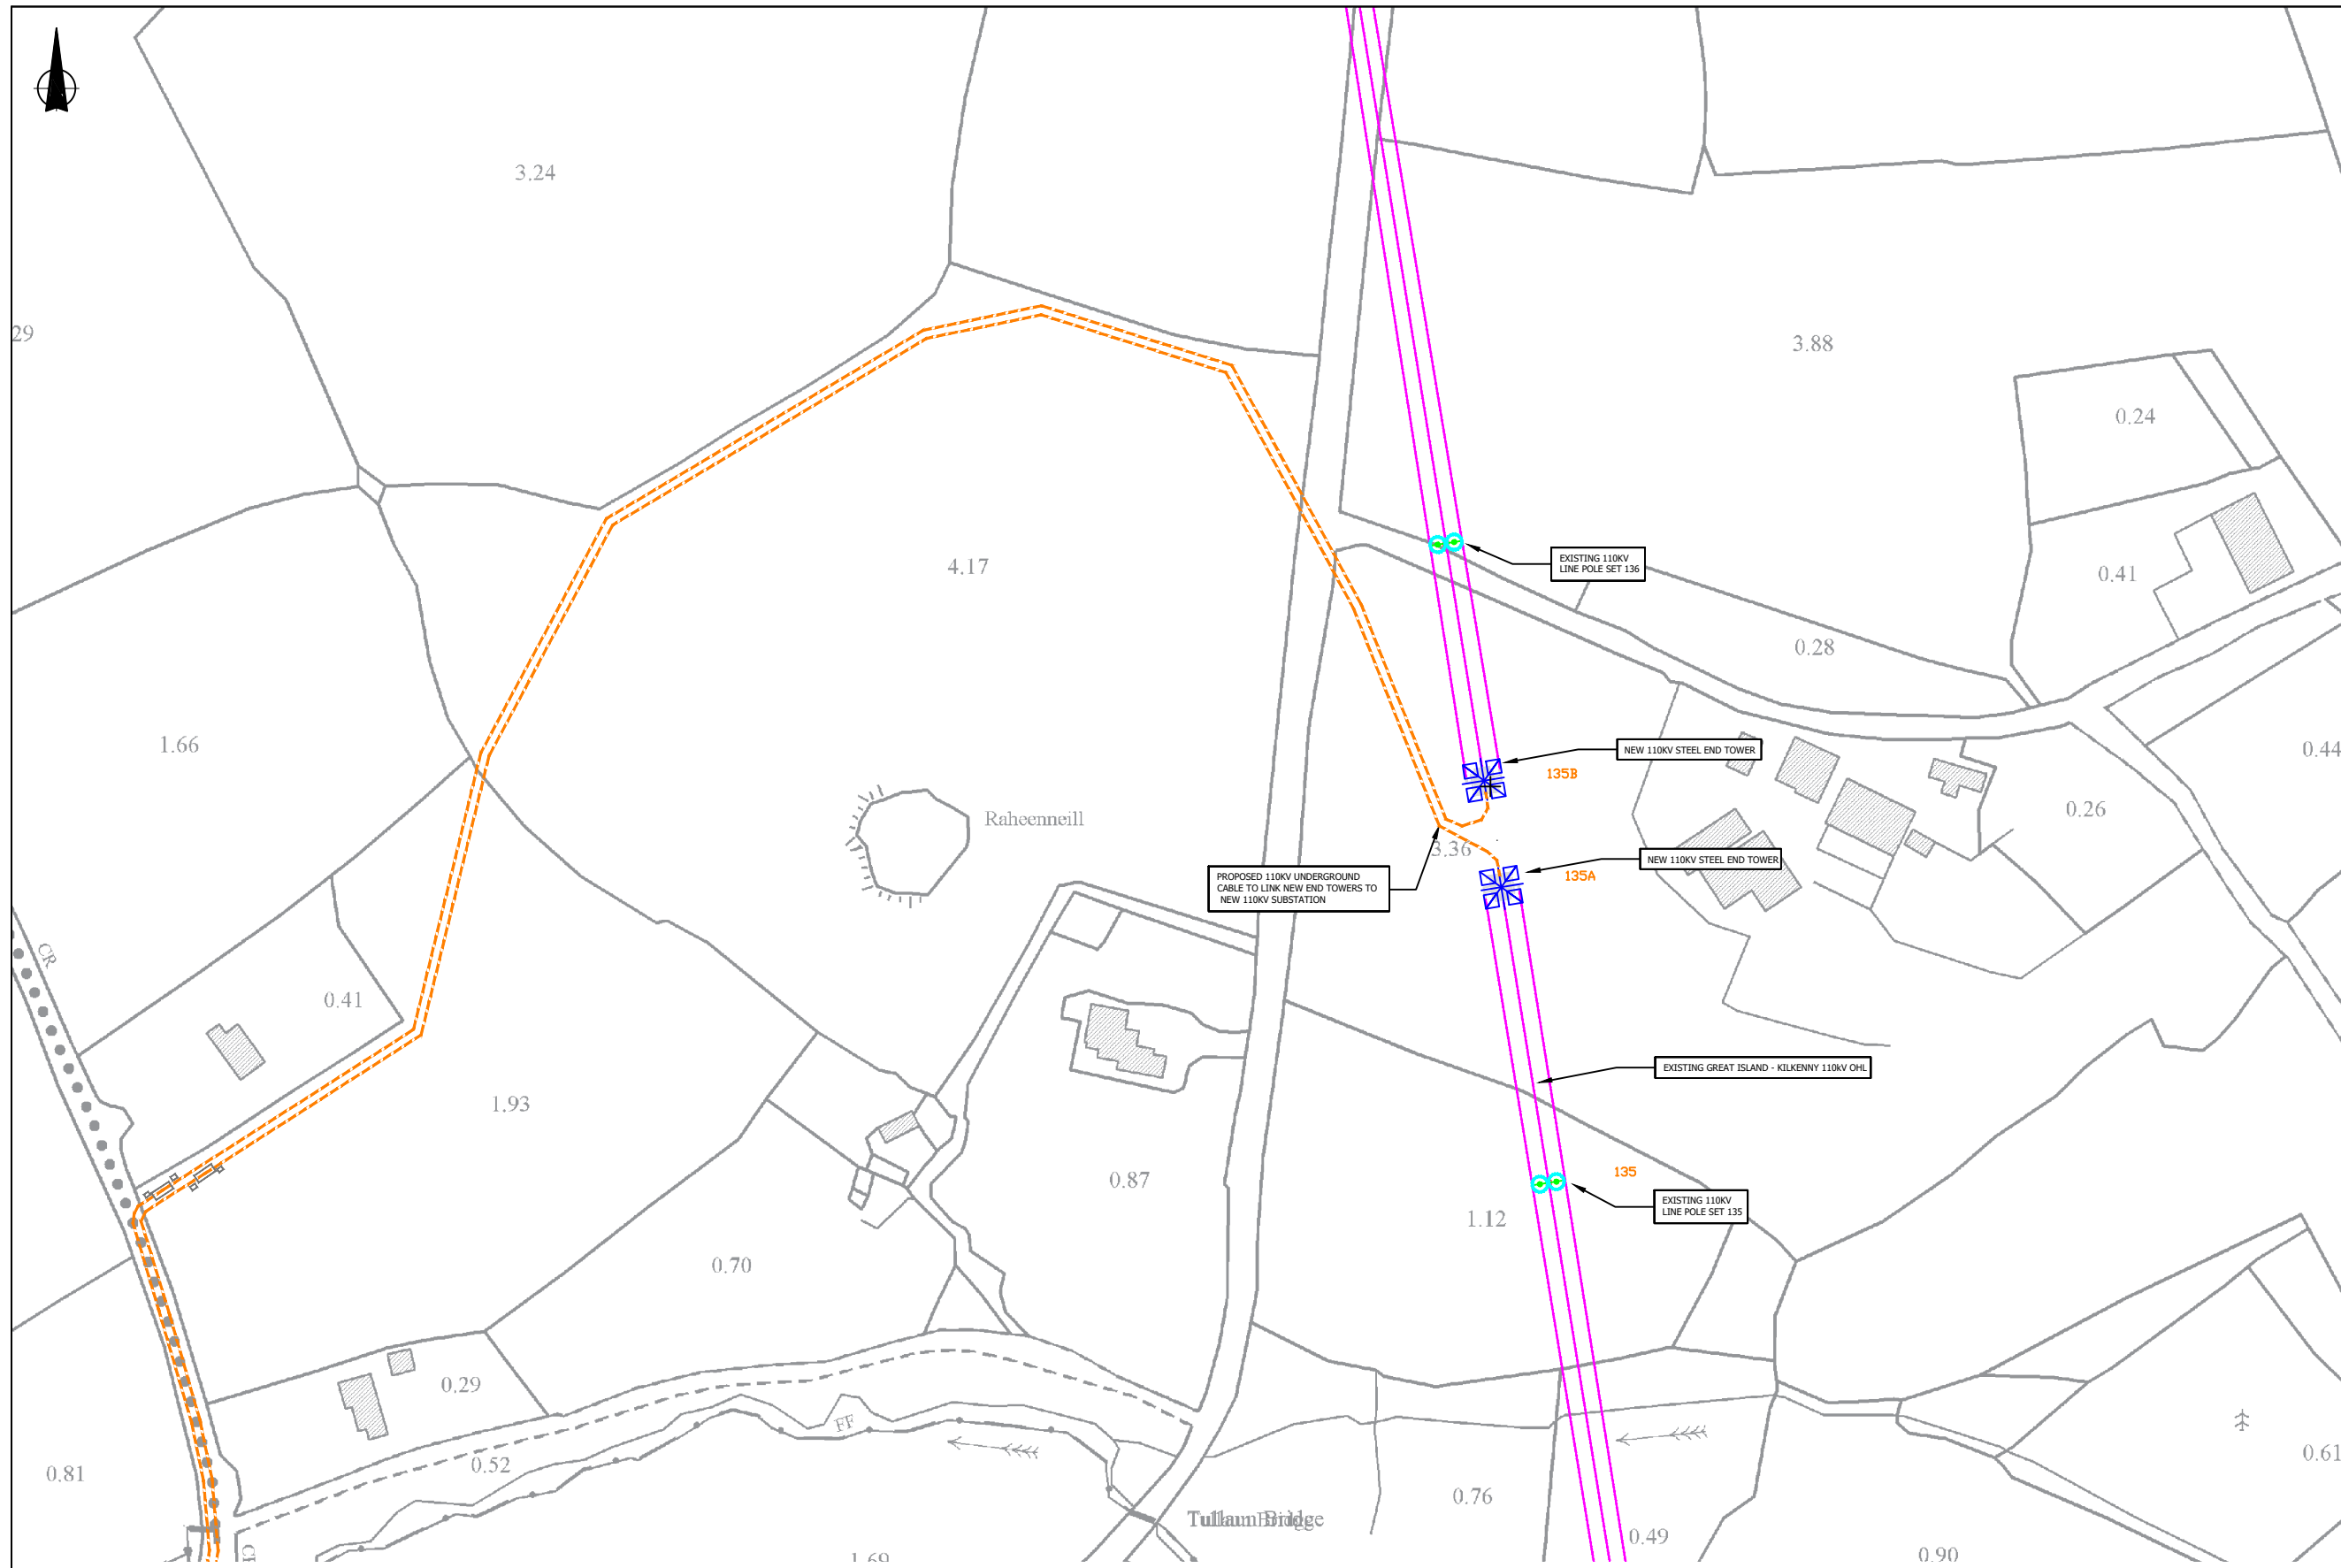 3.24
29
3.88
0.24
EXISTING 110KV
LINE POLE SET 136
4.17
0.41
0.28
1.66
NEW 110KV STEEL END TOWER
135B
0.44
Raheenneill
0.26
3.36
NEW 110KV STEEL END TOWER
135A
PROPOSED 110KV UNDERGROUND
CABLE TO LINK NEW END TOWERS TO
NEW 110KV SUBSTATION
CR
0.41
EXISTING GREAT ISLAND - KILKENNY 110kV OHL
1.93
0.87
135
EXISTING 110KV
LINE POLE SET 135
1.12
0.70
0.29
FF
0.81
0.52
0.61
0.76
Tullaun Bridge
0.49
0.90
1.69